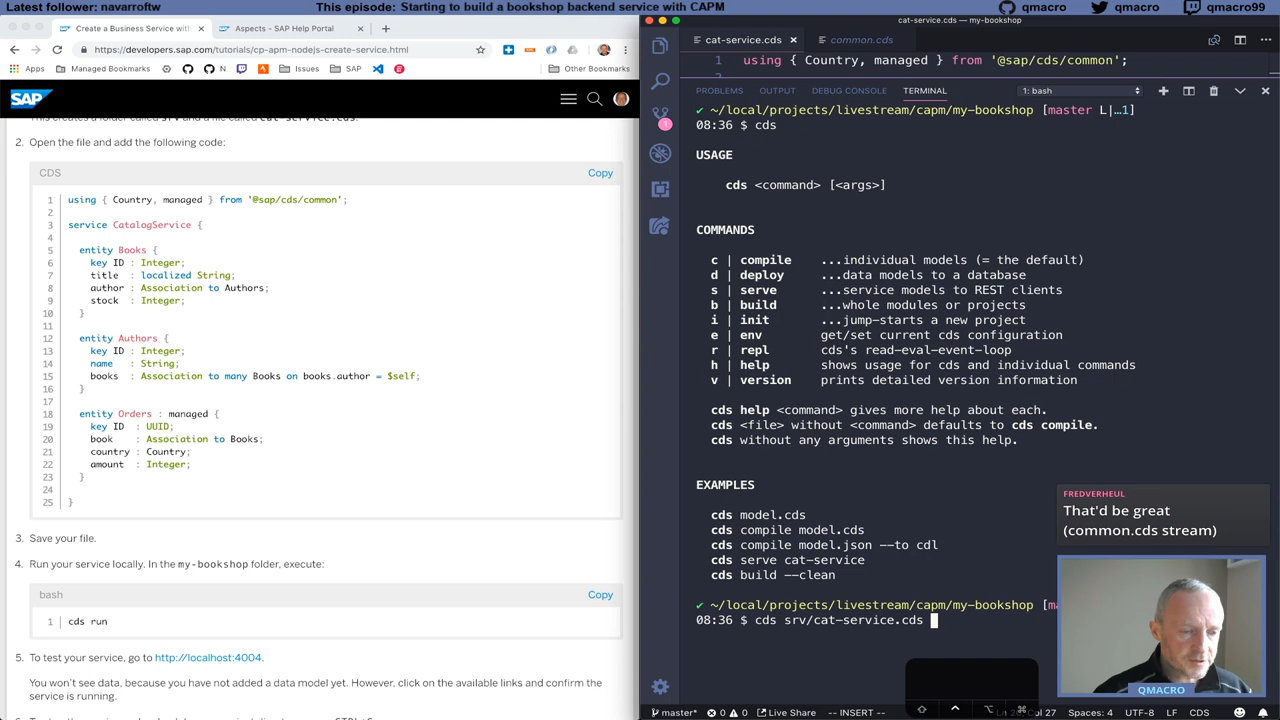 Latest follower: navarroftw
This episode: Starting to build a bookshop backend service with CAPM
qmacro
qmacro
qmacro99
Create a Business Service with
Aspects - SAP Help Portal
https://developers.sap.com/tutorials/cp-apm-nodejs-create-service.html
Apps
Managed Bookmarks
N
Issues
SAP
Other Bookmarks
SAP
2. Open the file and add the following code:
CDS
Copy
1 using { Country, managed } from '@sap/cds/common';
2
3 service CatalogService {
4
5 entity Books {
6 key ID : Integer;
7 title : localized String;
8 author : Association to Authors;
9 stock : Integer;
10 }
11
12 entity Authors {
13 key ID : Integer;
14 name : String;
15 books : Association to many Books on books.author = $self;
16 }
17
18 entity Orders : managed {
19 key ID : UUID;
20 book : Association to Books;
21 country : Country;
22 amount : Integer;
23 }
24
25 }
3. Save your file.
4. Run your service locally. In the my-bookshop folder, execute:
bash
Copy
1 cds run
5. To test your service, go to http://localhost:4004.
You won't see data, because you have not added a data model yet. However, click on the available links and confirm the
service is running.
cat-service.cds — my-bookshop
cat-service.cds
common.cds
1 using { Country, managed } from '@sap/cds/common';
PROBLEMS
OUTPUT
DEBUG CONSOLE
TERMINAL
1: bash
✔ ~/local/projects/livestream/capm/my-bookshop [master L|…1]
08:36 $ cds
USAGE
cds <command> [<args>]
COMMANDS
c | compile ...individual models (= the default)
d | deploy ...data models to a database
s | serve ...service models to REST clients
b | build ...whole modules or projects
i | init ...jump-starts a new project
e | env get/set current cds configuration
r | repl cds's read-eval-event-loop
h | help shows usage for cds and individual commands
v | version prints detailed version information
cds help <command> gives more help about each.
cds <file> without <command> defaults to cds compile.
cds without any arguments shows this help.
EXAMPLES
cds model.cds
cds compile model.cds
cds compile model.json --to cdl
cds serve cat-service
cds build --clean
✔ ~/local/projects/livestream/capm/my-bookshop [ma
08:36 $ cds srv/cat-service.cds
FREDVERHEUL
That'd be great
(common.cds stream)
QMACRO
master*
0
0
Live Share
-- INSERT --
Col 27
Spaces: 4
UTF-8
LF
CDS